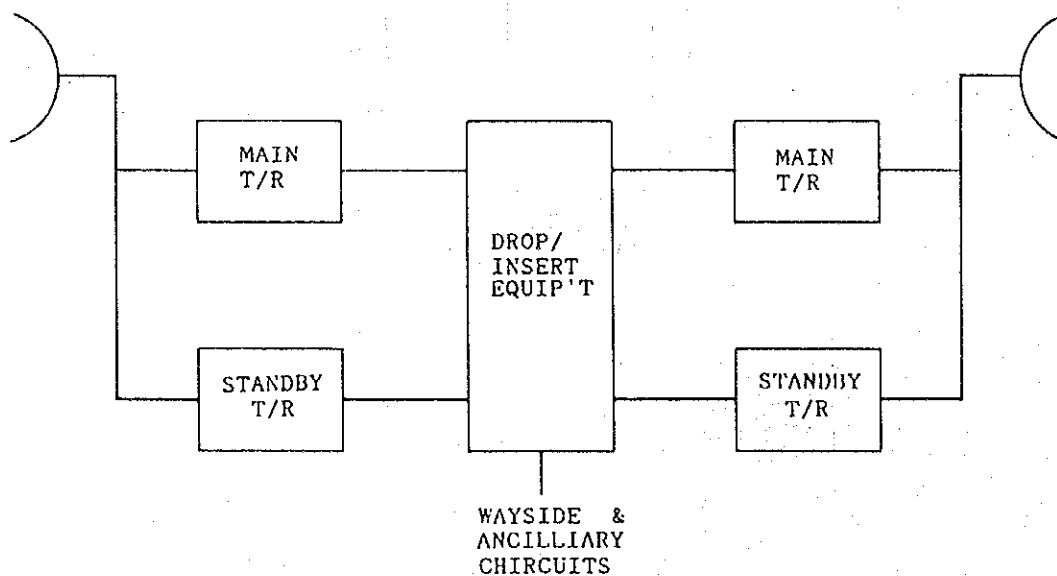 MAIN
T/R
MAIN
T/R
DROP/
INSERT
EQUIP'T
STANDBY
T/R
STANDBY
T/R
WAYSIDE &
ANCILLIARY
CHIRCUITS